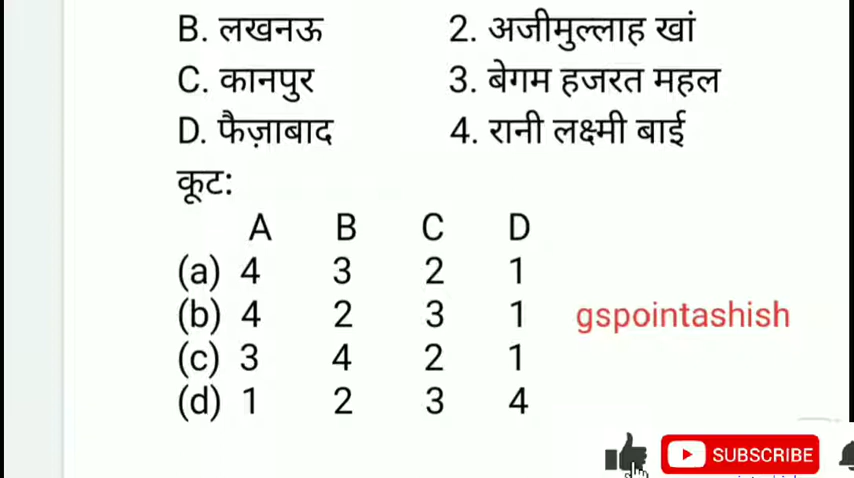 B. लखनऊ 2. अजीमुल्लाह खां
C. कानपुर 3. बेगम हजरत महल
D. फैज़ाबाद 4. रानी लक्ष्मी बाई
कूट:
A B C D
(a) 4 3 2 1
(b) 4 2 3 1 gspointashish
(c) 3 4 2 1
(d) 1 2 3 4
SUBSCRIBE